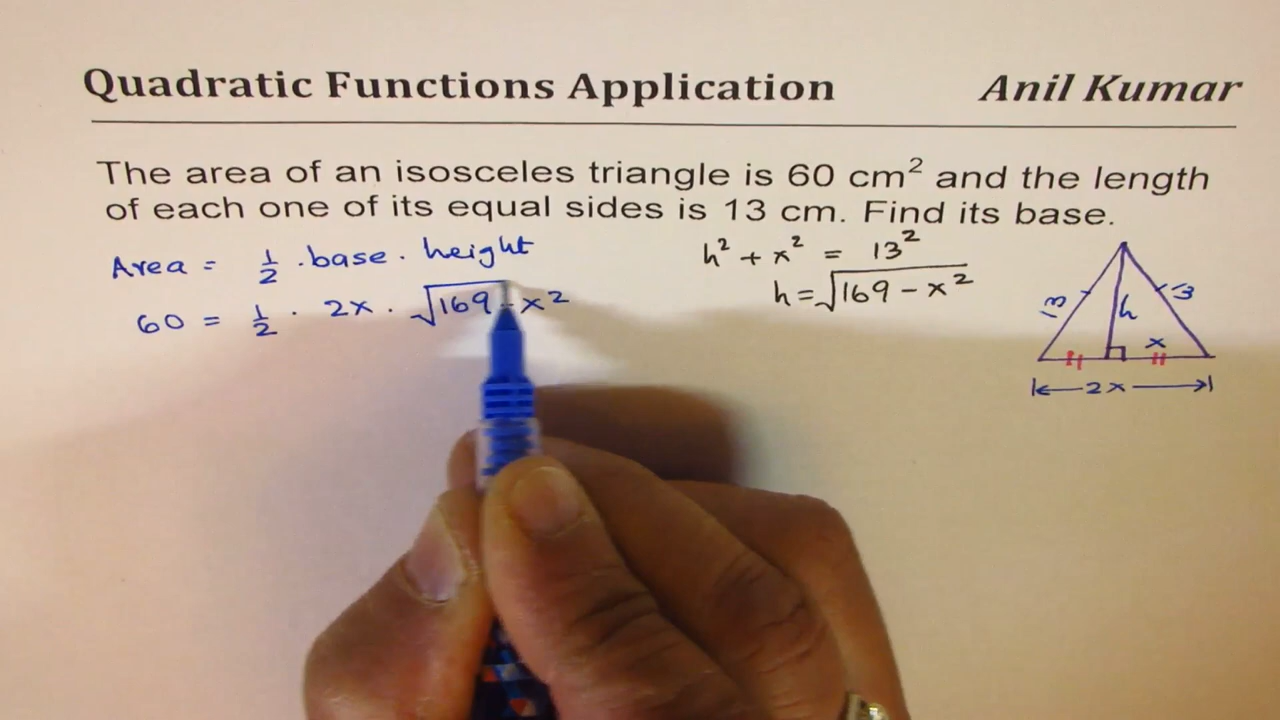 Quadratic Functions Application Anil Kumar
The area of an isosceles triangle is 60 cm² and the length
of each one of its equal sides is 13 cm. Find its base.
Area = 1/2 . base . height
60 = 1/2 . 2x . √169 - x²
h² + x² = 13²
h = √169 - x²
13 h 13
x
2x